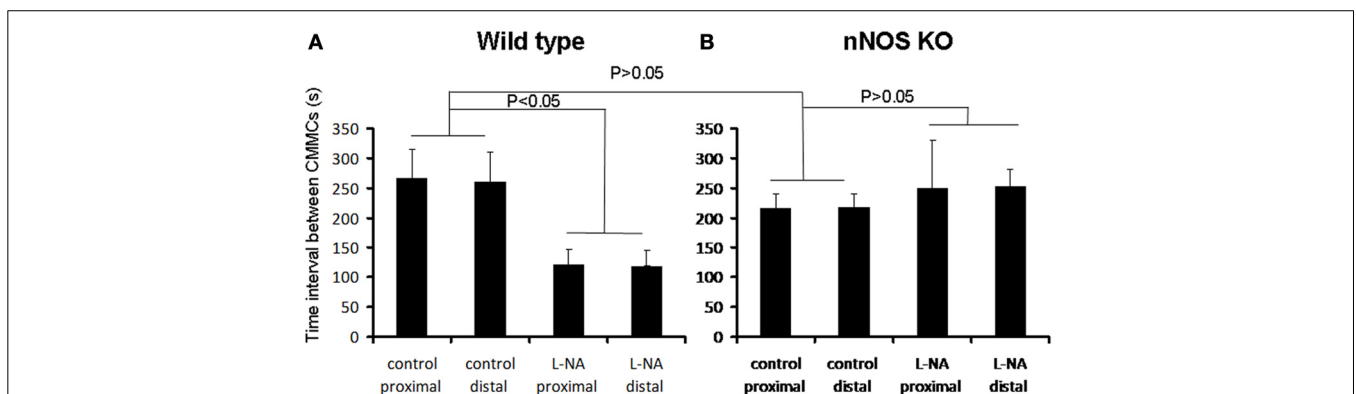 A Wild type
B nNOS KO
P>0.05
P<0.05
P>0.05
Time interval between CMMCs (s)
350
300
250
200
150
100
50
0
control proximal
control distal
L-NA proximal
L-NA distal
350
300
250
200
150
100
50
0
control proximal
control distal
L-NA proximal
L-NA distal